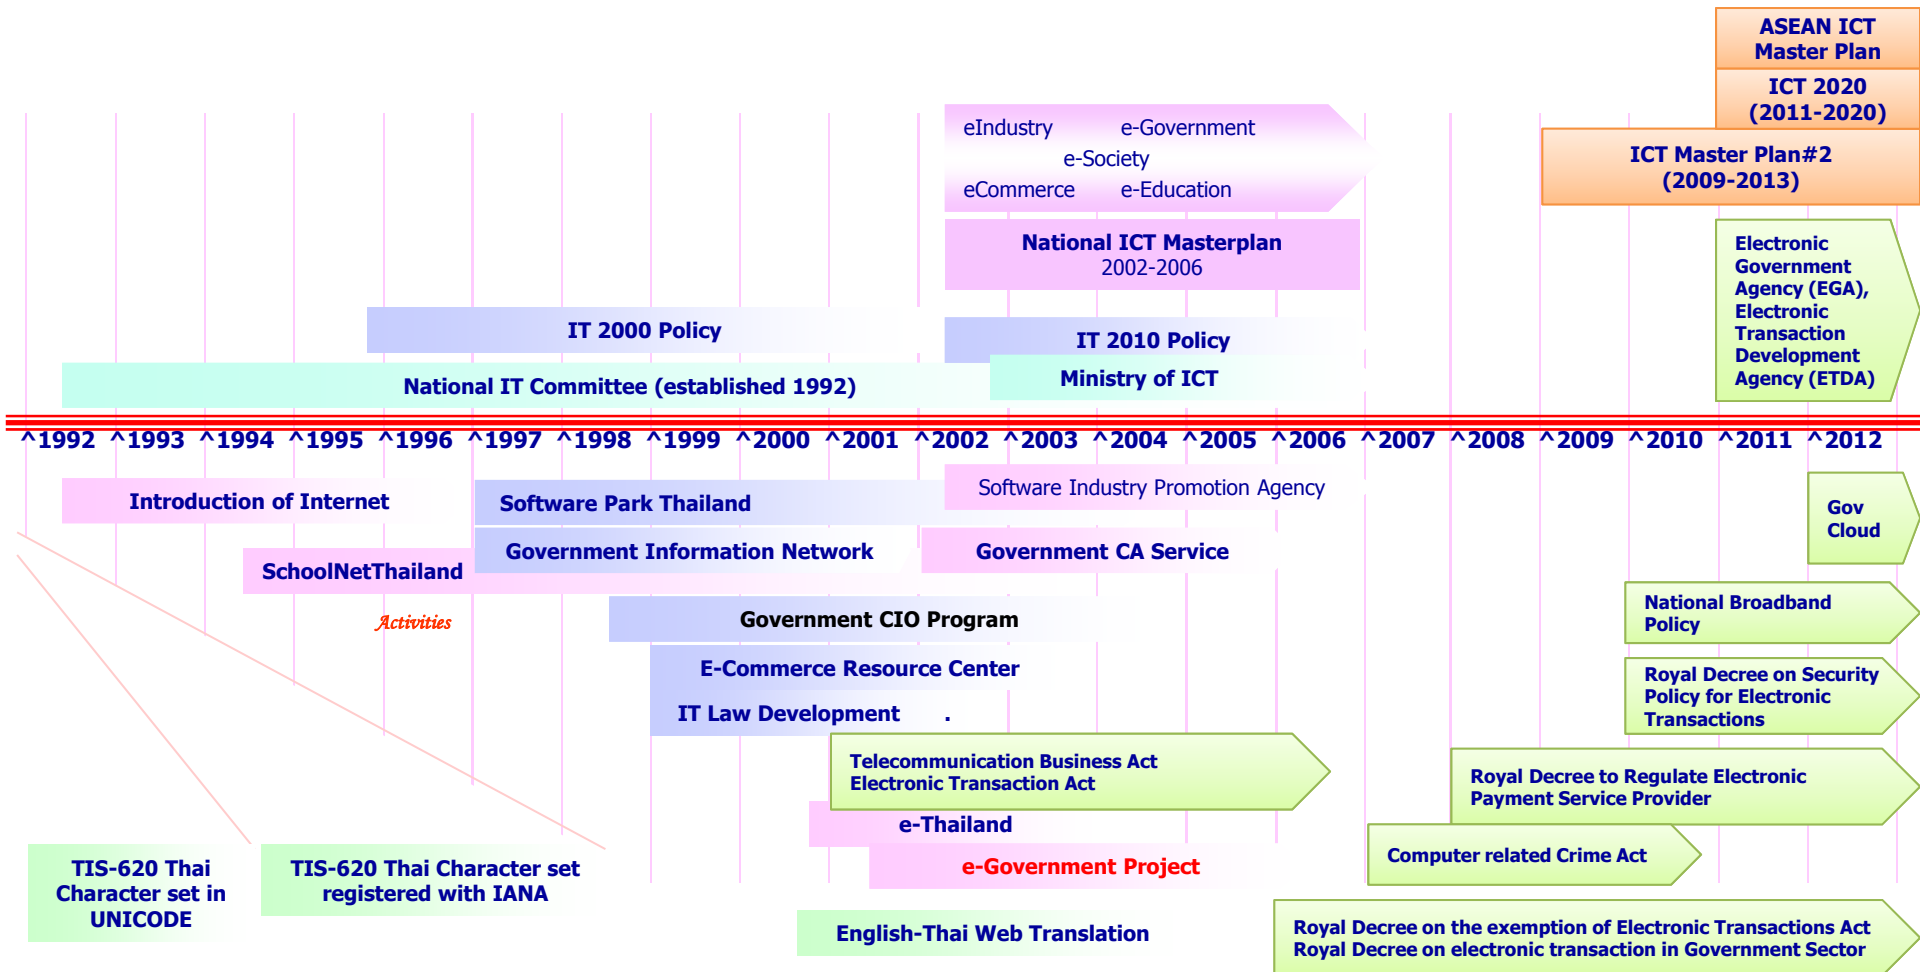 ASEAN ICT
Master Plan
ICT 2020
(2011-2020)
eIndustry e-Government
e-Society
eCommerce e-Education
ICT Master Plan#2
(2009-2013)
National ICT Masterplan
2002-2006
Electronic
Government
Agency (EGA),
Electronic
Transaction
Development
Agency (ETDA)
IT 2000 Policy
IT 2010 Policy
National IT Committee (established 1992)
Ministry of ICT
^1992 ^1993 ^1994 ^1995 ^1996 ^1997 ^1998 ^1999 ^2000 ^2001 ^2002 ^2003 ^2004 ^2005 ^2006 ^2007 ^2008 ^2009 ^2010 ^2011 ^2012
Introduction of Internet
Software Park Thailand
Software Industry Promotion Agency
Gov
Cloud
Government Information Network
Government CA Service
SchoolNetThailand
Activities
Government CIO Program
National Broadband
Policy
E-Commerce Resource Center
Royal Decree on Security
Policy for Electronic
Transactions
IT Law Development .
Telecommunication Business Act
Electronic Transaction Act
Royal Decree to Regulate Electronic
Payment Service Provider
e-Thailand
Computer related Crime Act
e-Government Project
TIS-620 Thai
Character set in
UNICODE
TIS-620 Thai Character set
registered with IANA
English-Thai Web Translation
Royal Decree on the exemption of Electronic Transactions Act
Royal Decree on electronic transaction in Government Sector